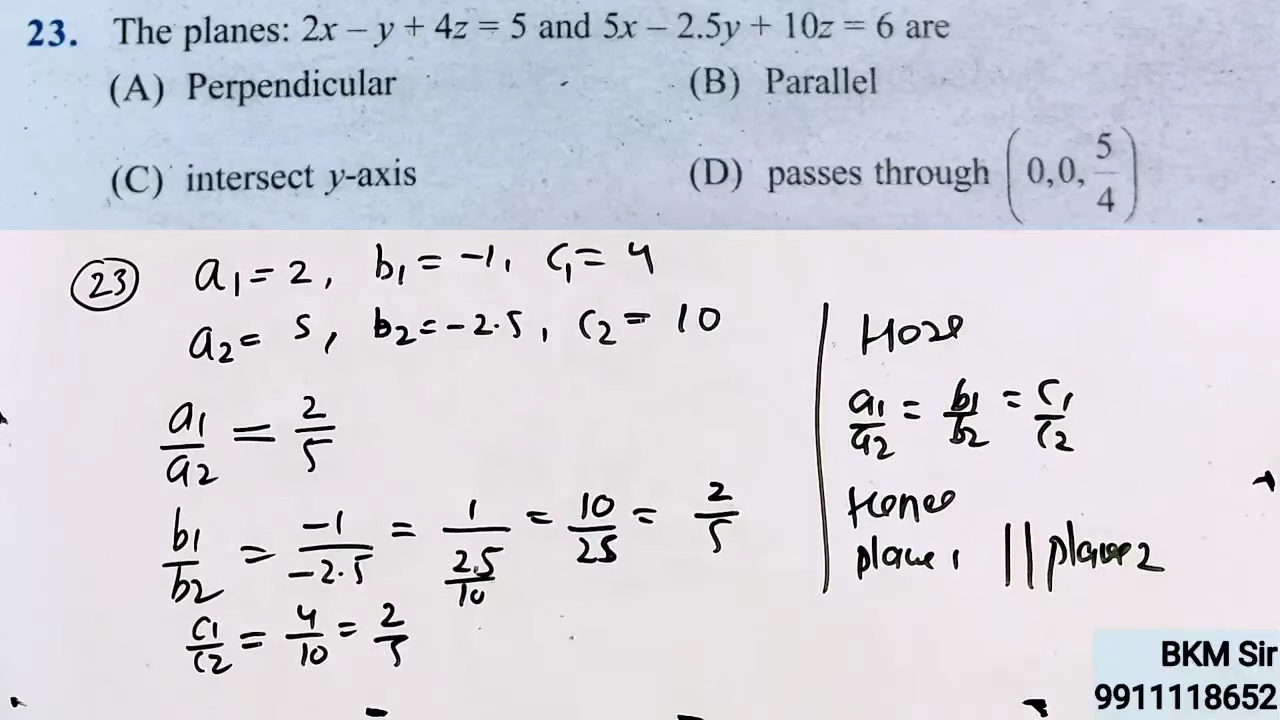 23. The planes: 2x – y + 4z = 5 and 5x – 2.5y + 10z = 6 are
(A) Perpendicular (B) Parallel
(C) intersect y-axis (D) passes through (0,0, 5/4)
23 a₁ = 2, b₁ = -1, c₁ = 4
a₂ = 5, b₂ = -2.5, c₂ = 10
a₁/a₂ = 2/5
b₁/b₂ = -1/-2.5 = 1/(25/10) = 10/25 = 2/5
c₁/c₂ = 4/10 = 2/5
Here
a₁/a₂ = b₁/b₂ = c₁/c₂
Hence
plane 1 || plane 2
BKM Sir
9911118652